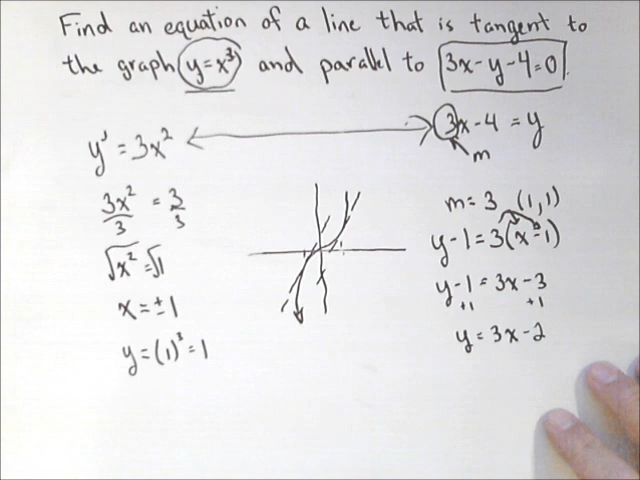 Find an equation of a line that is tangent to
the graph y=x³ and parallel to 3x-y-4=0.
y' = 3x²
3x-4 = y
m
3x²/3 = 3/3
√x² = √1
x = ±1
y = (1)³ = 1
m = 3 (1,1)
y-1 = 3(x-1)
y-1 = 3x-3
+1 +1
y = 3x-2